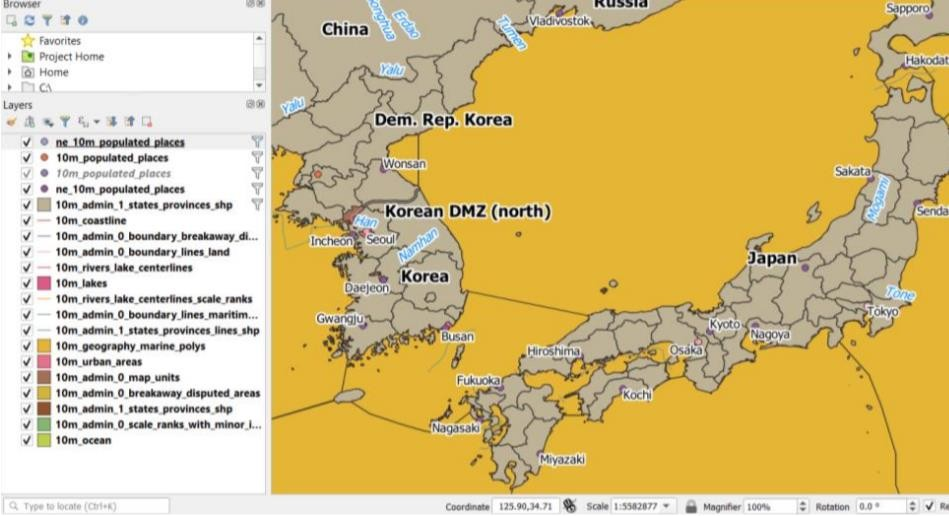 Browser
Favorites
Project Home
Home
C:\
Layers
ne_10m_populated_places
10m_populated_places
10m_populated_places
ne_10m_populated_places
10m_admin_1_states_provinces_shp
10m_coastline
10m_admin_0_boundary_breakaway_di...
10m_admin_0_boundary_lines_land
10m_rivers_lake_centerlines
10m_lakes
10m_rivers_lake_centerlines_scale_ranks
10m_admin_0_boundary_lines_maritim...
10m_admin_1_states_provinces_lines_shp
10m_geography_marine_polys
10m_urban_areas
10m_admin_0_map_units
10m_admin_0_breakaway_disputed_areas
10m_admin_1_states_provinces_shp
10m_admin_0_scale_ranks_with_minor_i...
10m_ocean
Russia
Sapporo
Vladivostok
China
Erdao
Tumen
Hakodat
Yalu
Yalu
Dem. Rep. Korea
Wonsan
Sakata
Mogami
Korean DMZ (north)
Senda
Han
Incheon
Seoul
Namhan
Japan
Korea
Daejeon
Tone
Tokyo
Gwangju
Kyoto
Nagoya
Busan
Hiroshima
Osaka
Fukuoka
Kochi
Nagasaki
Miyazaki
Type to locate (Ctrl+K)
Coordinate 125.90,34.71 Scale 1:5582877 Magnifier 100% Rotation 0.0 ° Re